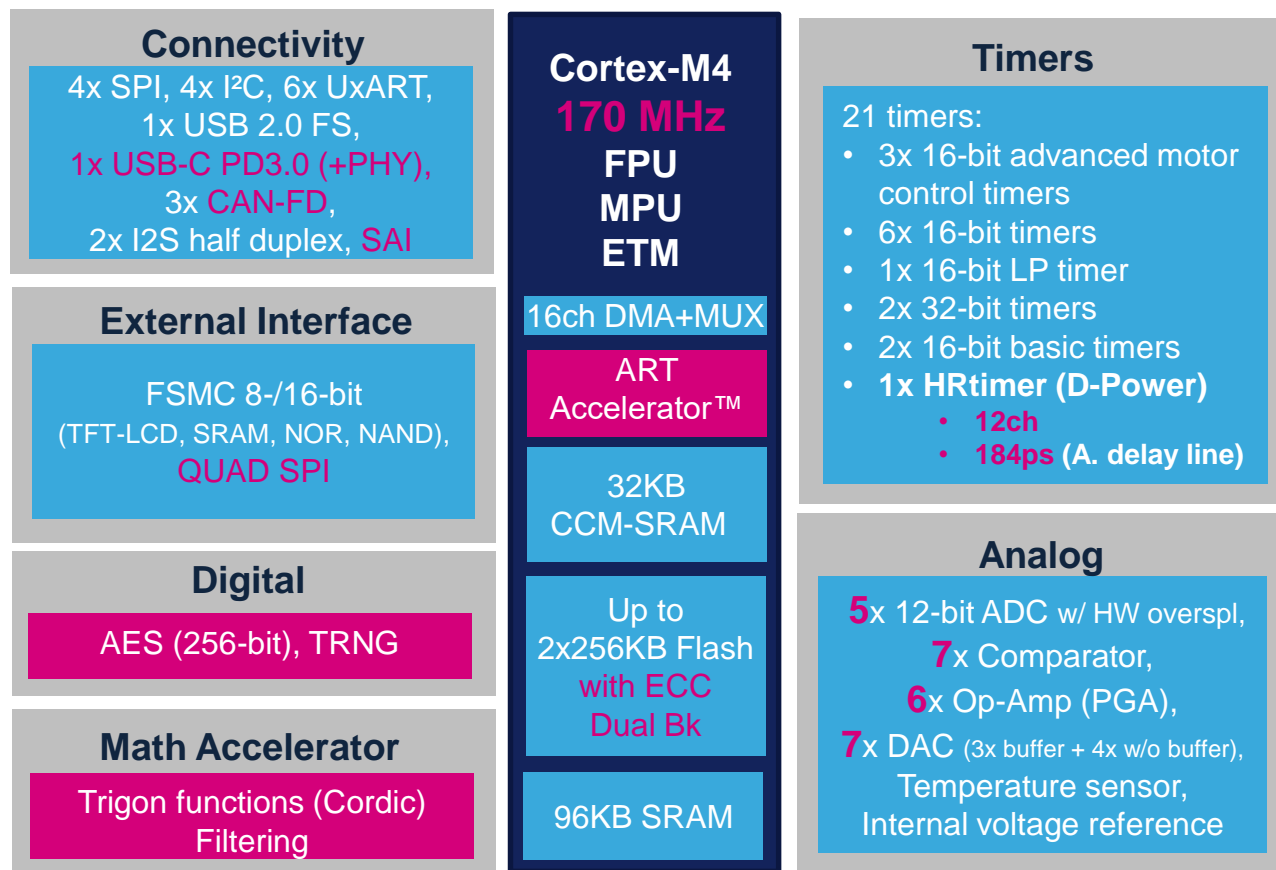 Connectivity
4x SPI, 4x I²C, 6x UxART,
1x USB 2.0 FS,
1x USB-C PD3.0 (+PHY),
3x CAN-FD,
2x I2S half duplex, SAI
External Interface
FSMC 8-/16-bit
(TFT-LCD, SRAM, NOR, NAND),
QUAD SPI
Digital
AES (256-bit), TRNG
Math Accelerator
Trigon functions (Cordic)
Filtering
Cortex-M4
170 MHz
FPU
MPU
ETM
16ch DMA+MUX
ART
Accelerator™
32KB
CCM-SRAM
Up to
2x256KB Flash
with ECC
Dual Bk
96KB SRAM
Timers
21 timers:
• 3x 16-bit advanced motor
control timers
• 6x 16-bit timers
• 1x 16-bit LP timer
• 2x 32-bit timers
• 2x 16-bit basic timers
• 1x HRtimer (D-Power)
• 12ch
• 184ps (A. delay line)
Analog
5x 12-bit ADC w/ HW overspl,
7x Comparator,
6x Op-Amp (PGA),
7x DAC (3x buffer + 4x w/o buffer),
Temperature sensor,
Internal voltage reference